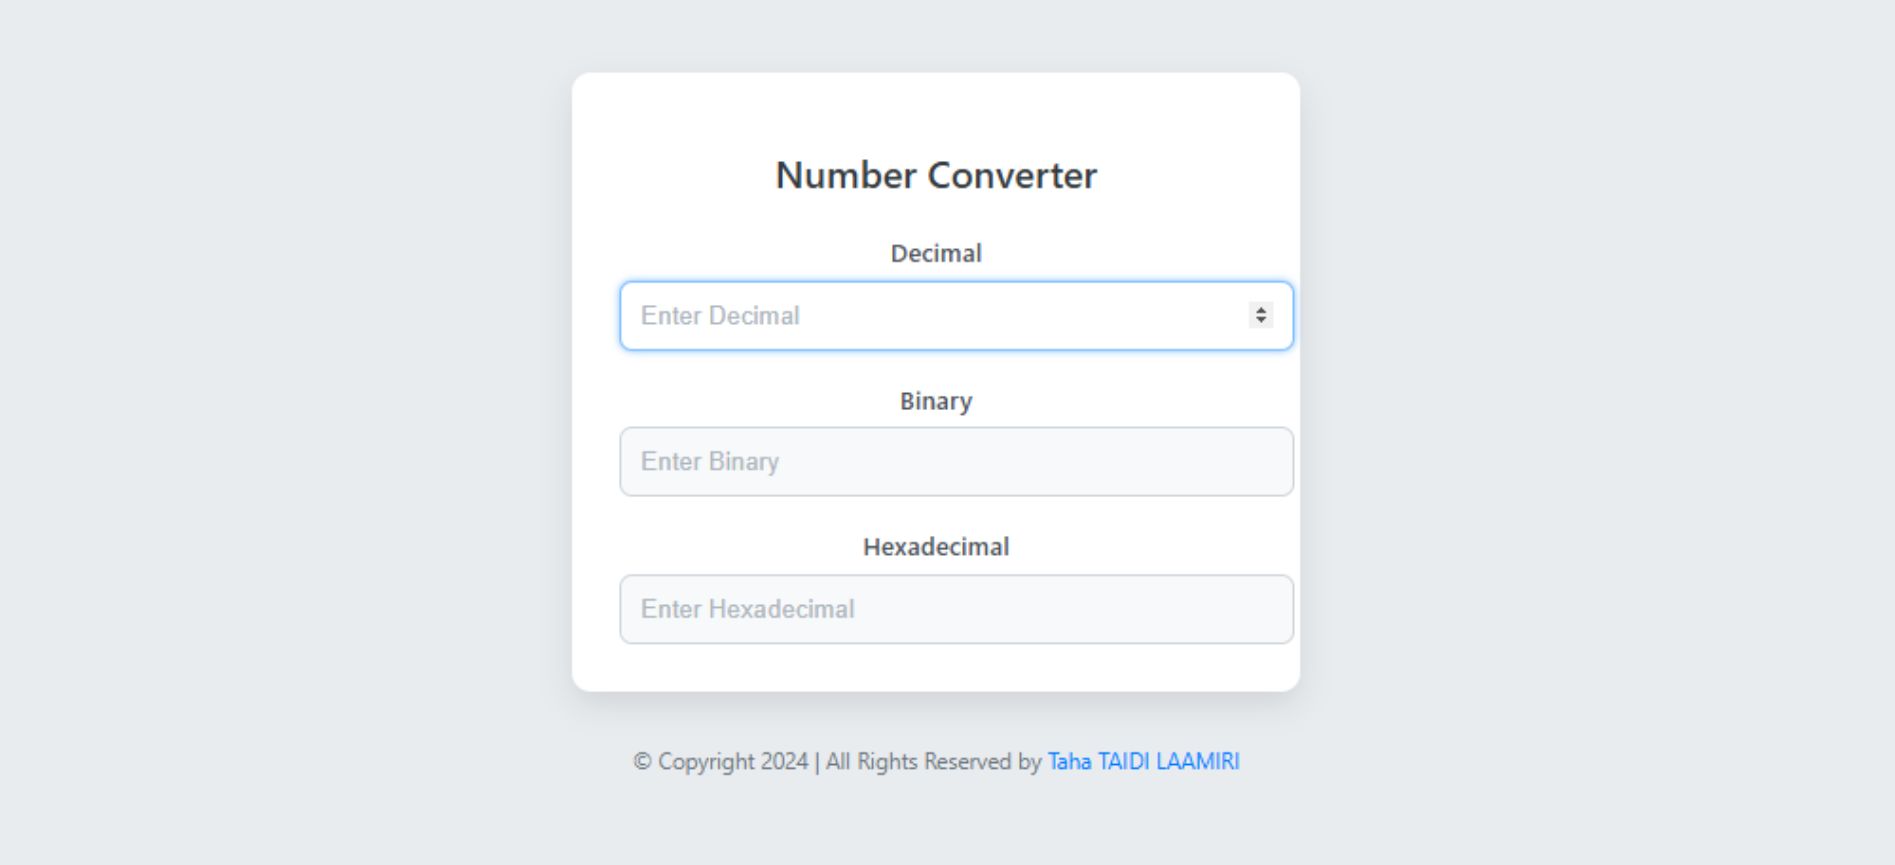 Number Converter
Decimal
Enter Decimal
Binary
Enter Binary
Hexadecimal
Enter Hexadecimal
© Copyright 2024 | All Rights Reserved by Taha TAIDI LAAMIRI